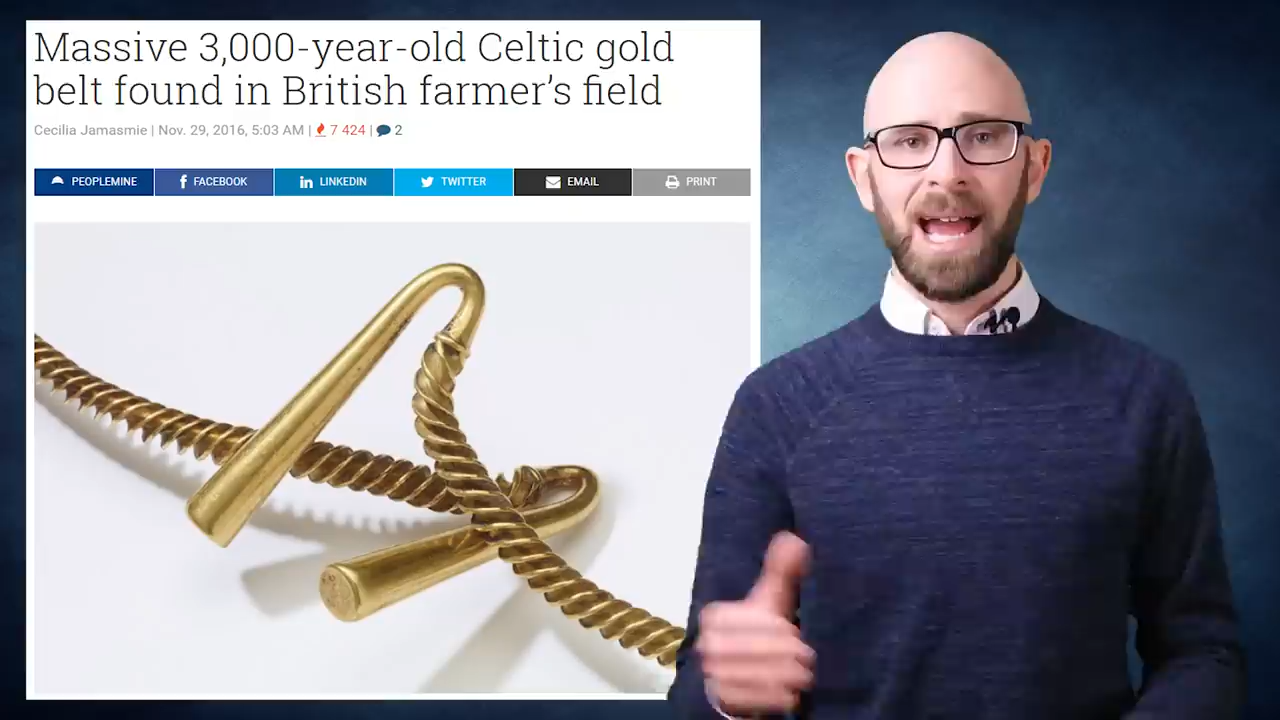 Massive 3,000-year-old Celtic gold
belt found in British farmer’s field
Cecilia Jamasmie | Nov. 29, 2016, 5:03 AM | 7 424 | 2
PEOPLEMINE FACEBOOK LINKEDIN TWITTER EMAIL PRINT